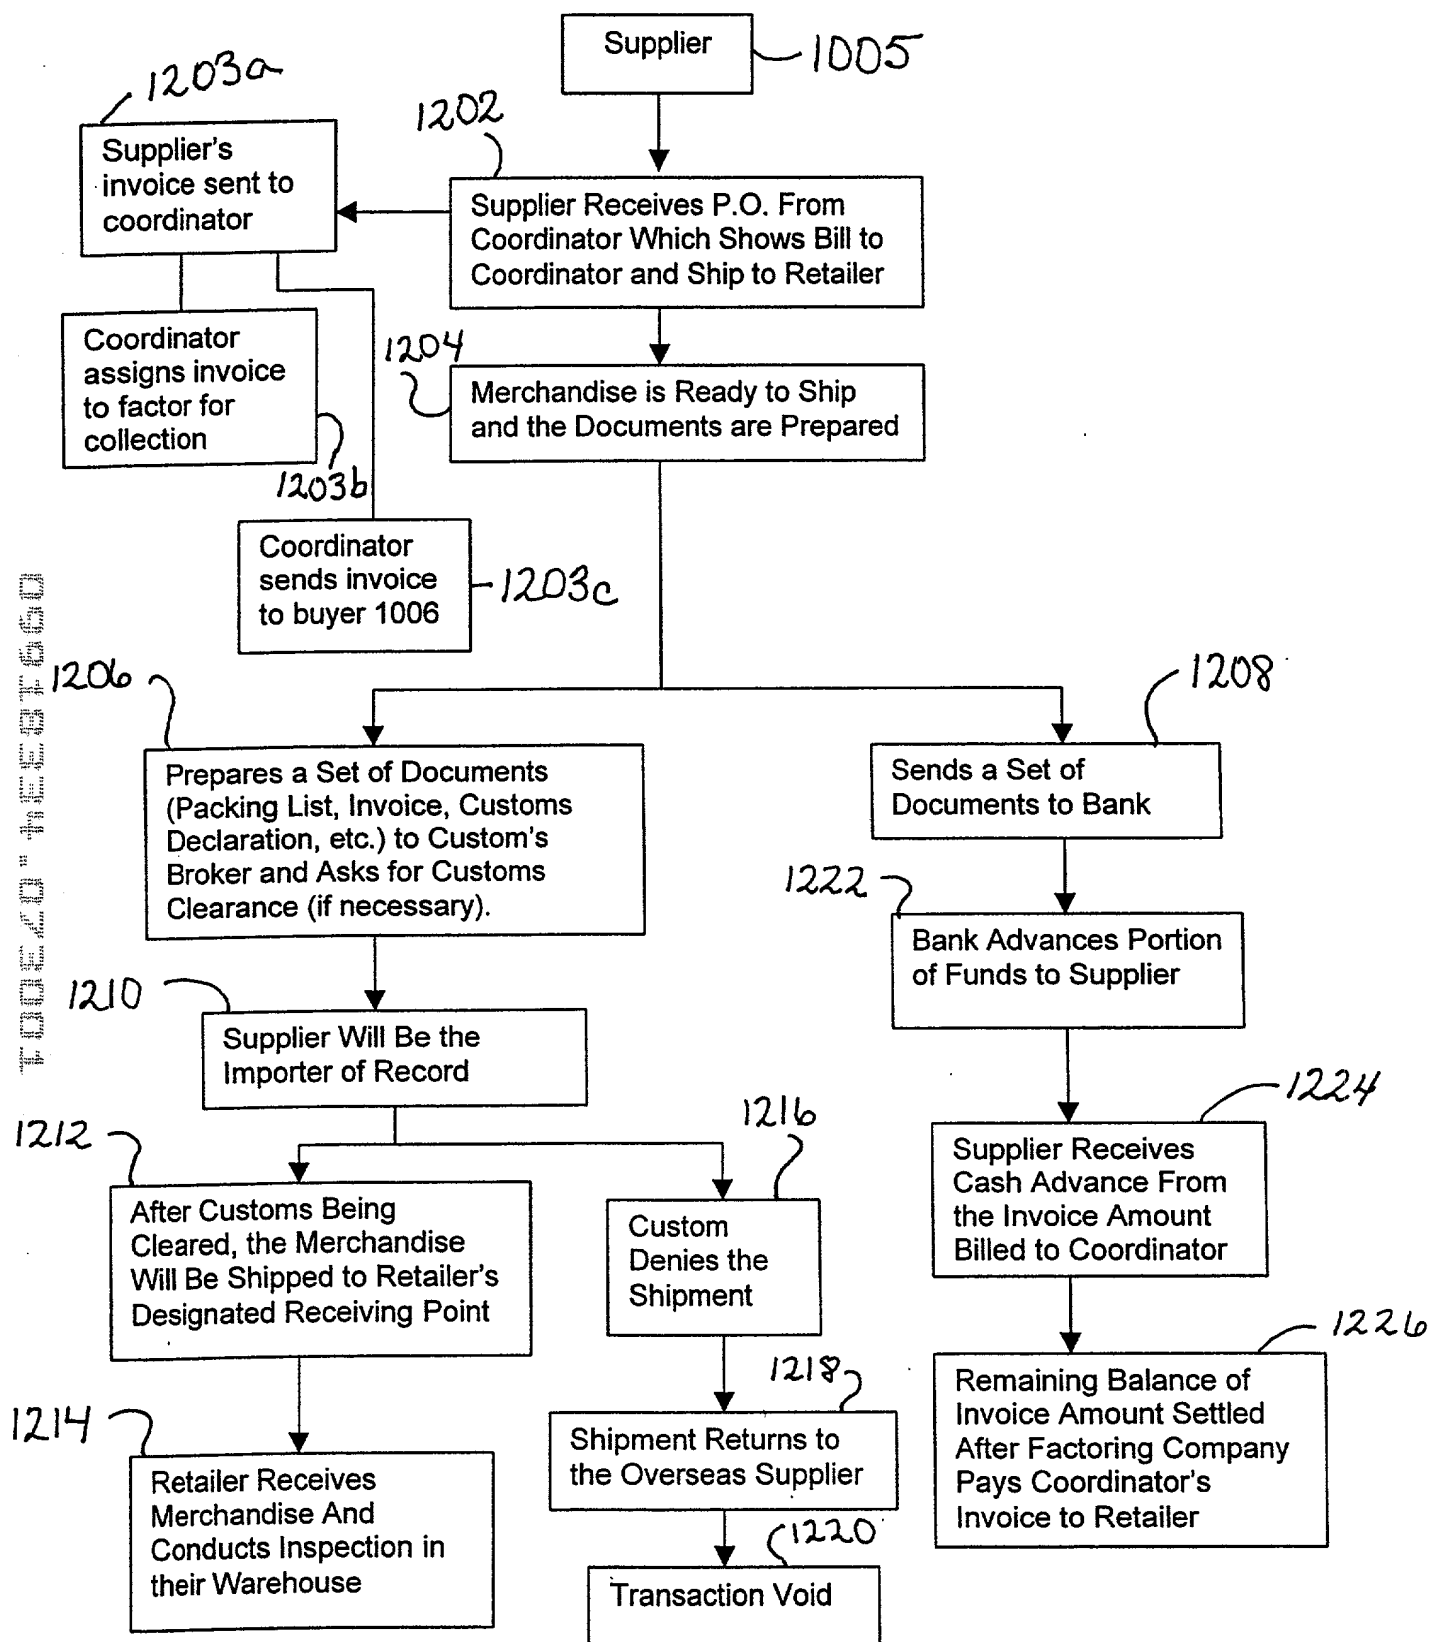 Supplier
1005
1203a
1202
Supplier's
invoice sent to
coordinator
Supplier Receives P.O. From
Coordinator Which Shows Bill to
Coordinator and Ship to Retailer
Coordinator
assigns invoice
to factor for
collection
1203b
1204
Merchandise is Ready to Ship
and the Documents are Prepared
Coordinator
sends invoice
to buyer 1006
1203c
1206
1208
Prepares a Set of Documents
(Packing List, Invoice, Customs
Declaration, etc.) to Custom's
Broker and Asks for Customs
Clearance (if necessary).
Sends a Set of
Documents to Bank
1222
Bank Advances Portion
of Funds to Supplier
1210
Supplier Will Be the
Importer of Record
1224
Supplier Receives
Cash Advance From
the Invoice Amount
Billed to Coordinator
1212
After Customs Being
Cleared, the Merchandise
Will Be Shipped to Retailer's
Designated Receiving Point
1216
Custom
Denies the
Shipment
1226
Remaining Balance of
Invoice Amount Settled
After Factoring Company
Pays Coordinator's
Invoice to Retailer
1214
Retailer Receives
Merchandise And
Conducts Inspection in
their Warehouse
1218
Shipment Returns to
the Overseas Supplier
1220
Transaction Void